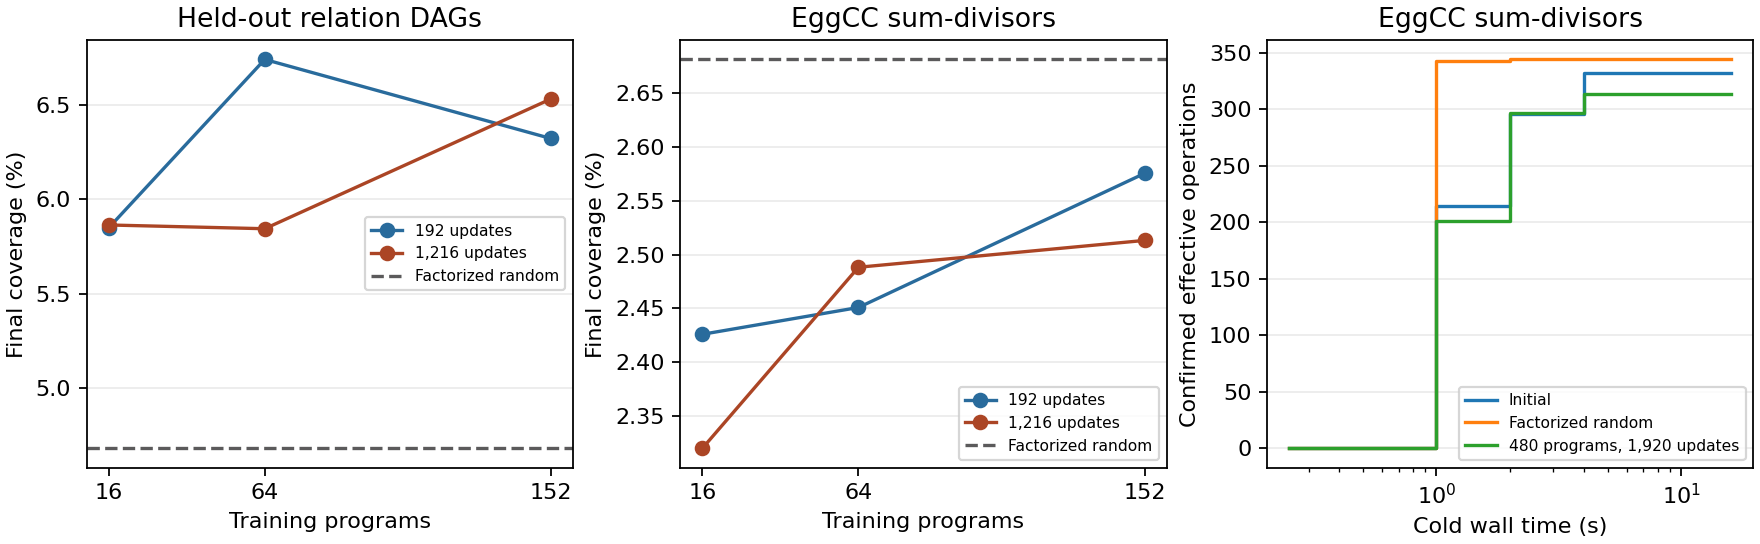 Held-out relation DAGs
Final coverage (%)
6.5
6.0
5.5
5.0
192 updates
1,216 updates
Factorized random
16
64
152
Training programs
EggCC sum-divisors
Final coverage (%)
2.65
2.60
2.55
2.50
2.45
2.40
2.35
192 updates
1,216 updates
Factorized random
16
64
152
Training programs
EggCC sum-divisors
Confirmed effective operations
350
300
250
200
150
100
50
0
Initial
Factorized random
480 programs, 1,920 updates
10⁰
10¹
Cold wall time (s)